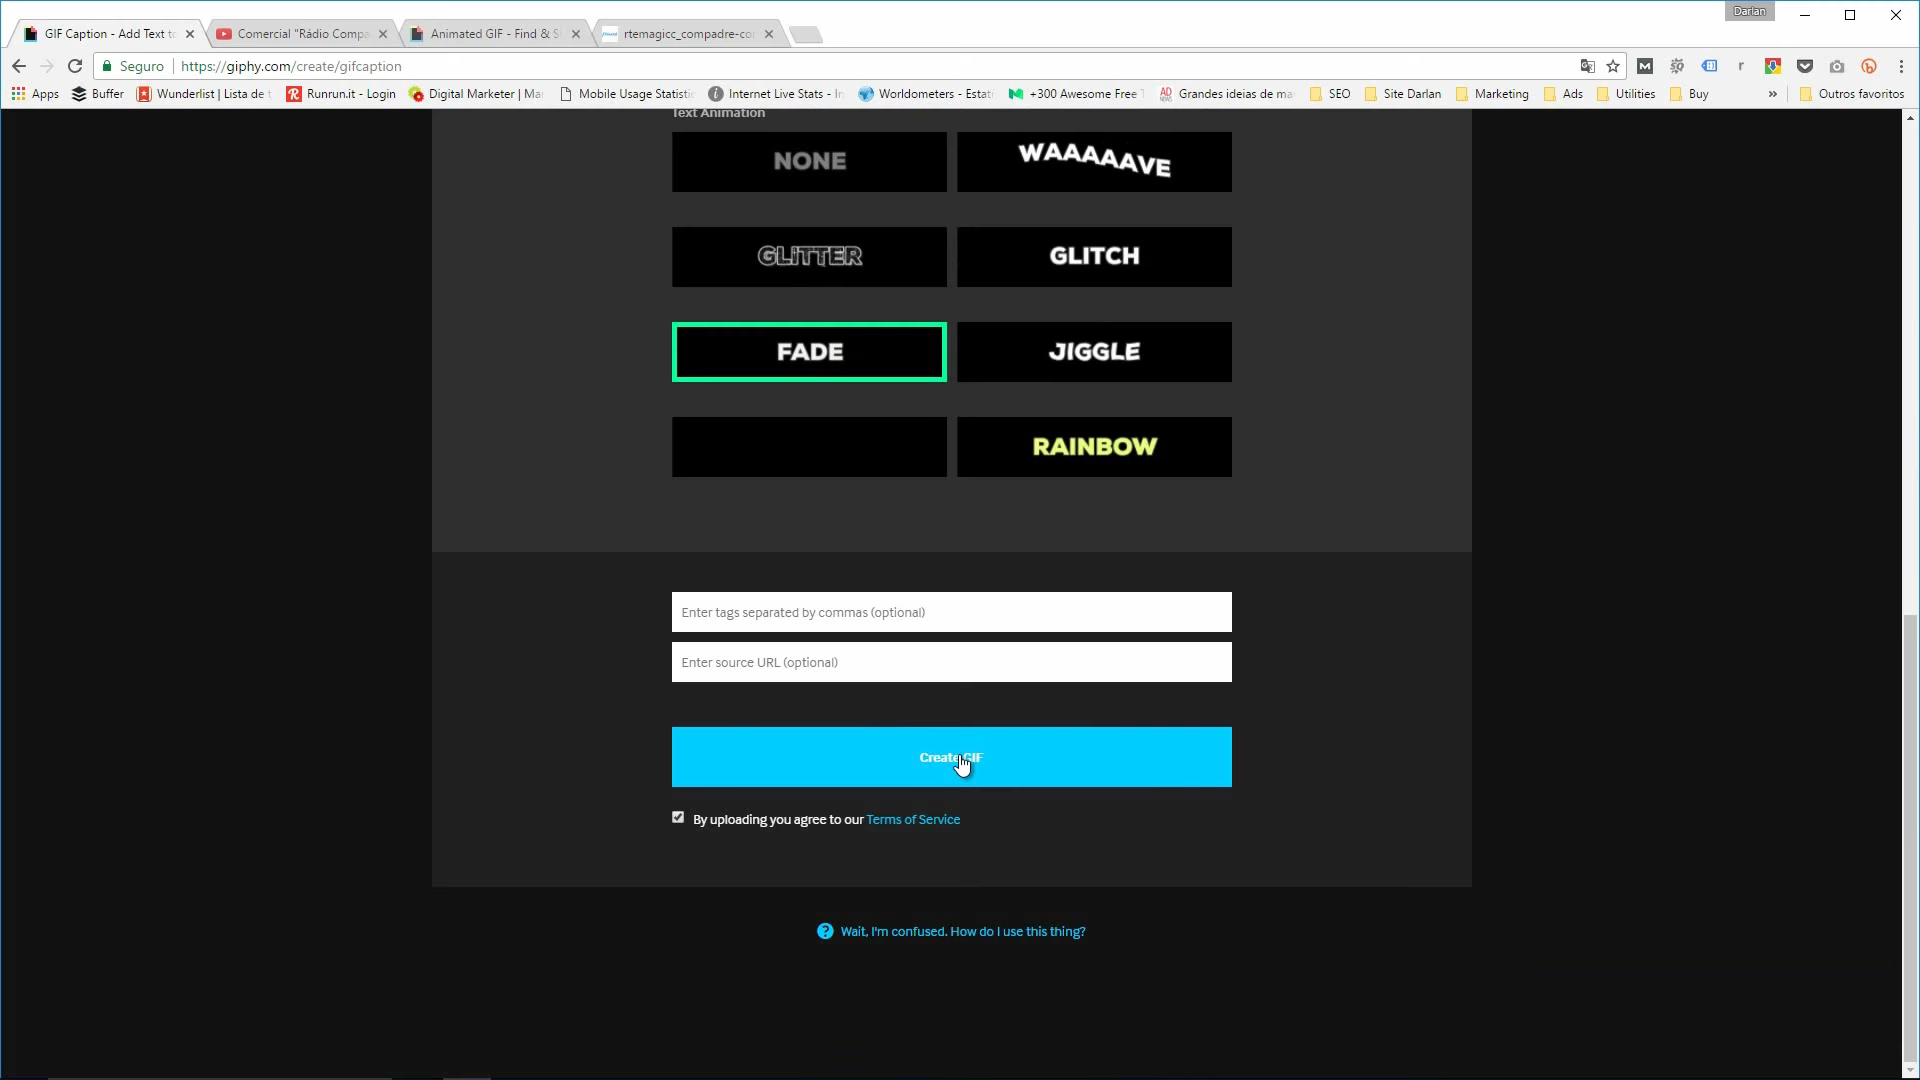 Darlan
GIF Caption - Add Text to
Comercial "Rádio Compa
Animated GIF - Find & S
rtemagicc_compadre-co
Seguro
https://giphy.com/create/gifcaption
Apps
Buffer
Wunderlist | Lista de t
Runrun.it - Login
Digital Marketer | Ma
Mobile Usage Statistic
Internet Live Stats - In
Worldometers - Estatí
+300 Awesome Free T
Grandes ideias de ma
SEO
Site Darlan
Marketing
Ads
Utilities
Buy
»
Outros favoritos
Text Animation
NONE
WAAAAAVE
GLITTER
GLITCH
FADE
JIGGLE
RAINBOW
Enter tags separated by commas (optional)
Enter source URL (optional)
Create GIF
By uploading you agree to our Terms of Service
? Wait, I'm confused. How do I use this thing?